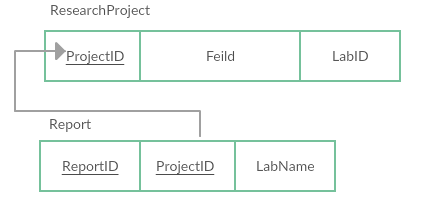 ResearchProject
ProjectID Feild LabID
Report
ReportID ProjectID LabName